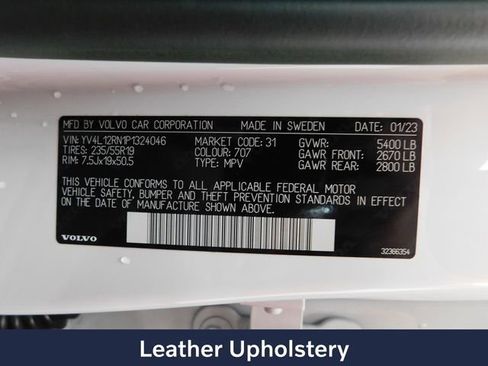 MFD BY VOLVO CAR CORPORATION MADE IN SWEDEN DATE: 01/23
VIN: YV4L12RN1P1324046 MARKET CODE: 31 GVWR: 5400 LB
TIRES: 235/55R19 COLOUR: 707 GAWR FRONT: 2670 LB
RIM: 7.5Jx19x50.5 TYPE: MPV GAWR REAR: 2800 LB
THIS VEHICLE CONFORMS TO ALL APPLICABLE FEDERAL MOTOR
VEHICLE SAFETY, BUMPER AND THEFT PREVENTION STANDARDS IN EFFECT
ON THE DATE OF MANUFACTURE SHOWN ABOVE.
VOLVO 32366354
Leather Upholstery